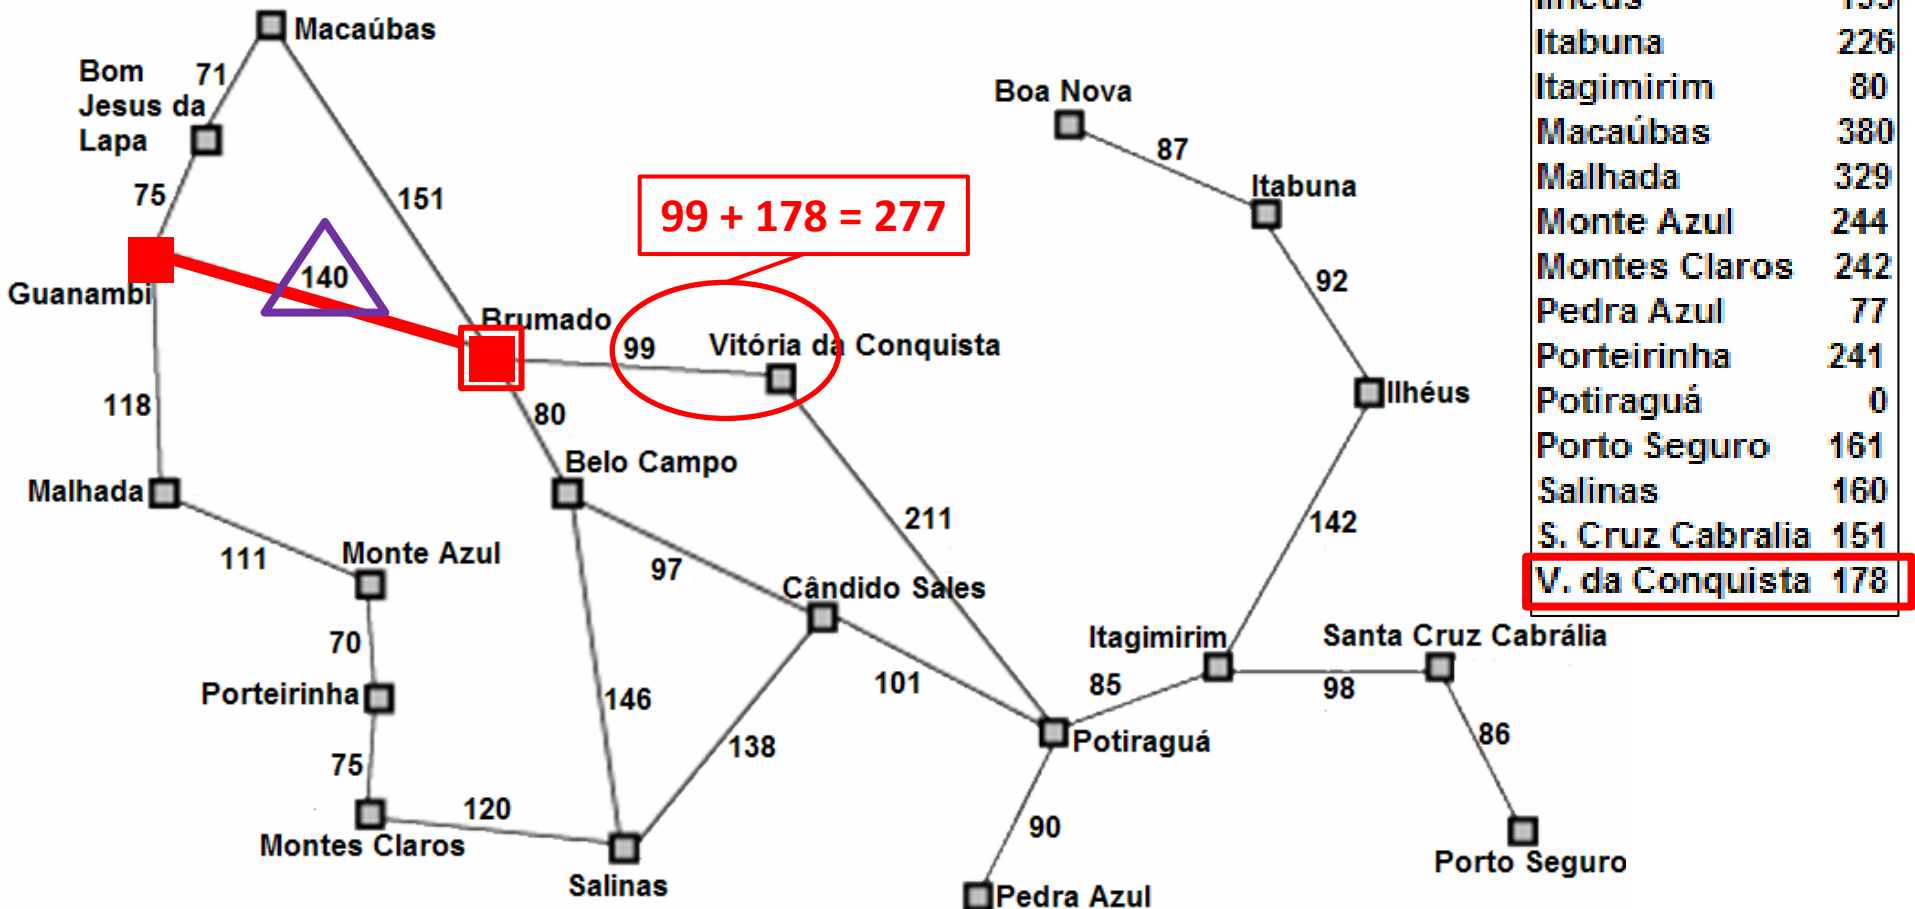 Macaúbas
Bom
Jesus da
Lapa
71
75
151
Guanambi
140
99 + 178 = 277
Brumado
99
Vitória da Conquista
118
80
Belo Campo
Malhada
111
Monte Azul
97
Cândido Sales
211
70
Porteirinha
146
138
101
75
120
Montes Claros
Salinas
Boa Nova
87
Itabuna
92
Ilhéus
142
Itagimirim
85
Santa Cruz Cabrália
98
86
Potiraguá
90
Pedra Azul
Porto Seguro
Itabuna 226
Itagimirim 80
Macaúbas 380
Malhada 329
Monte Azul 244
Montes Claros 242
Pedra Azul 77
Porteirinha 241
Potiraguá 0
Porto Seguro 161
Salinas 160
S. Cruz Cabralia 151
V. da Conquista 178